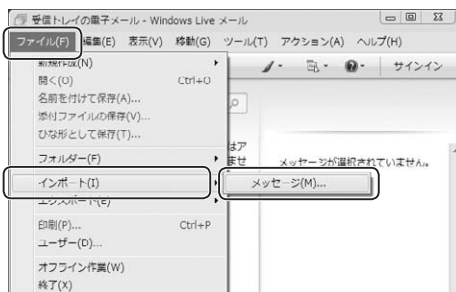 受信トレイの電子メール - Windows Live メール
ファイル(F) 編集(E) 表示(V) 移動(G) ツール(T) アクション(A) ヘルプ(H)
新規作成(N)
サインイン
開く(O) Ctrl+O
名前を付けて保存(A)...
添付ファイルの保存(V)...
ひな形として保存(T)...
はア
フォルダー(F)
ませ
メッセージが選択されていません。
インポート(I)
メッセージ(M)...
エクスポート(E)
印刷(P)... Ctrl+P
ユーザー(D)...
オフライン作業(W)
終了(X)